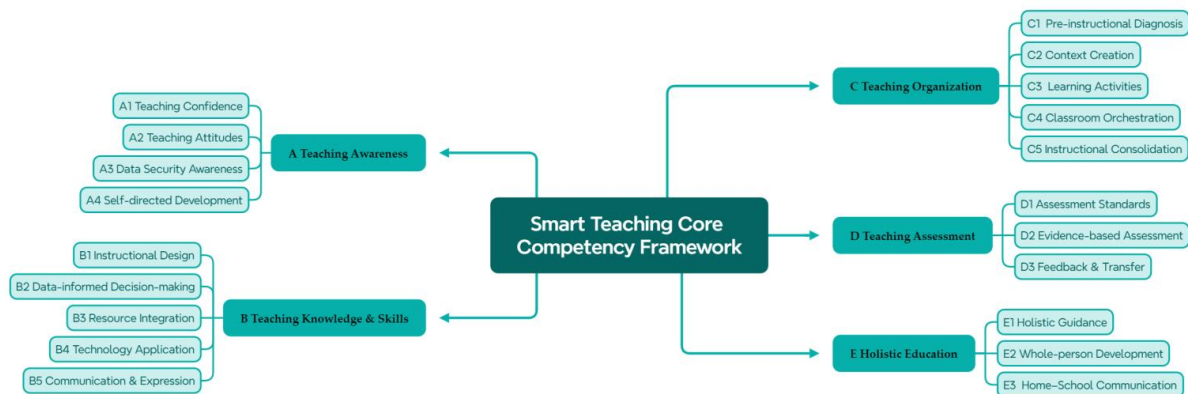 Smart Teaching Core
Competency Framework
A Teaching Awareness
A1 Teaching Confidence
A2 Teaching Attitudes
A3 Data Security Awareness
A4 Self-directed Development
B Teaching Knowledge & Skills
B1 Instructional Design
B2 Data-informed Decision-making
B3 Resource Integration
B4 Technology Application
B5 Communication & Expression
C Teaching Organization
C1 Pre-instructional Diagnosis
C2 Context Creation
C3 Learning Activities
C4 Classroom Orchestration
C5 Instructional Consolidation
D Teaching Assessment
D1 Assessment Standards
D2 Evidence-based Assessment
D3 Feedback & Transfer
E Holistic Education
E1 Holistic Guidance
E2 Whole-person Development
E3 Home–School Communication